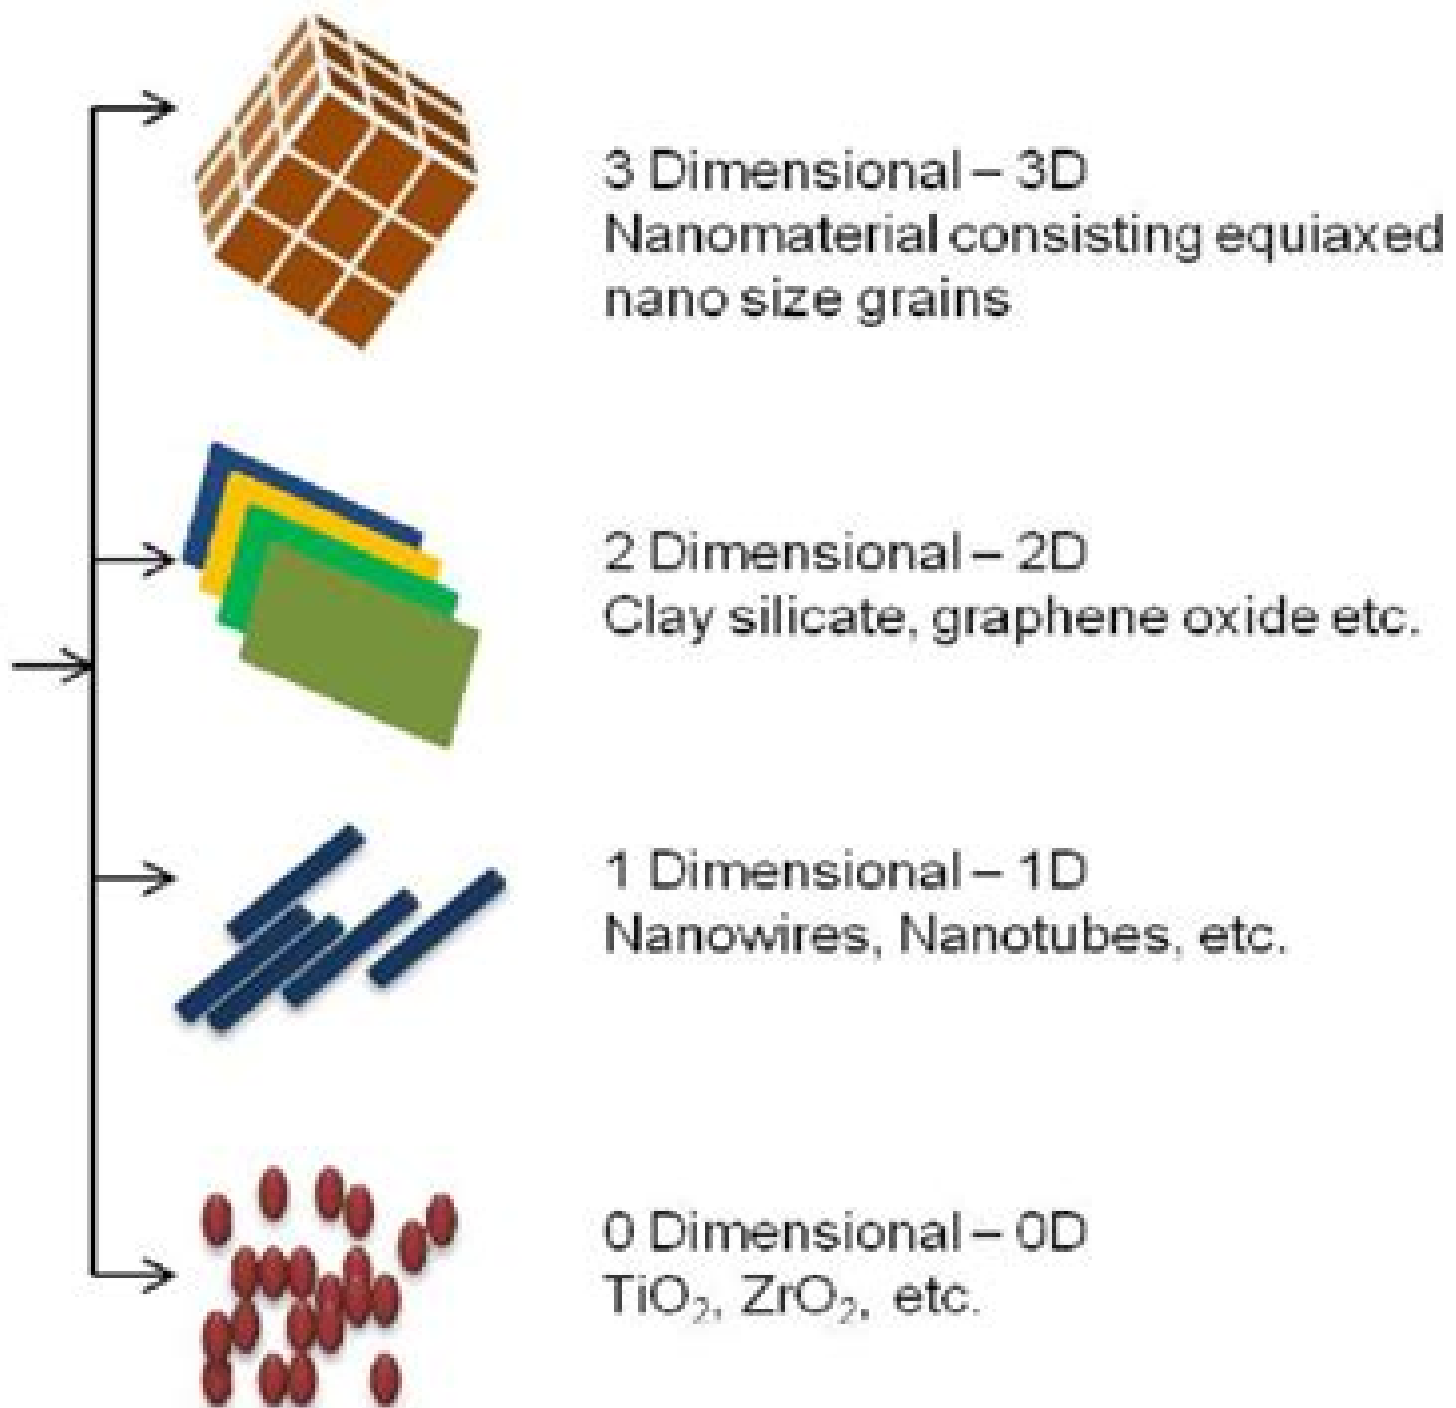 3 Dimensional – 3D
Nanomaterial consisting equiaxed
nano size grains
2 Dimensional – 2D
Clay silicate, graphene oxide etc.
1 Dimensional – 1D
Nanowires, Nanotubes, etc.
0 Dimensional – 0D
TiO₂, ZrO₂, etc.